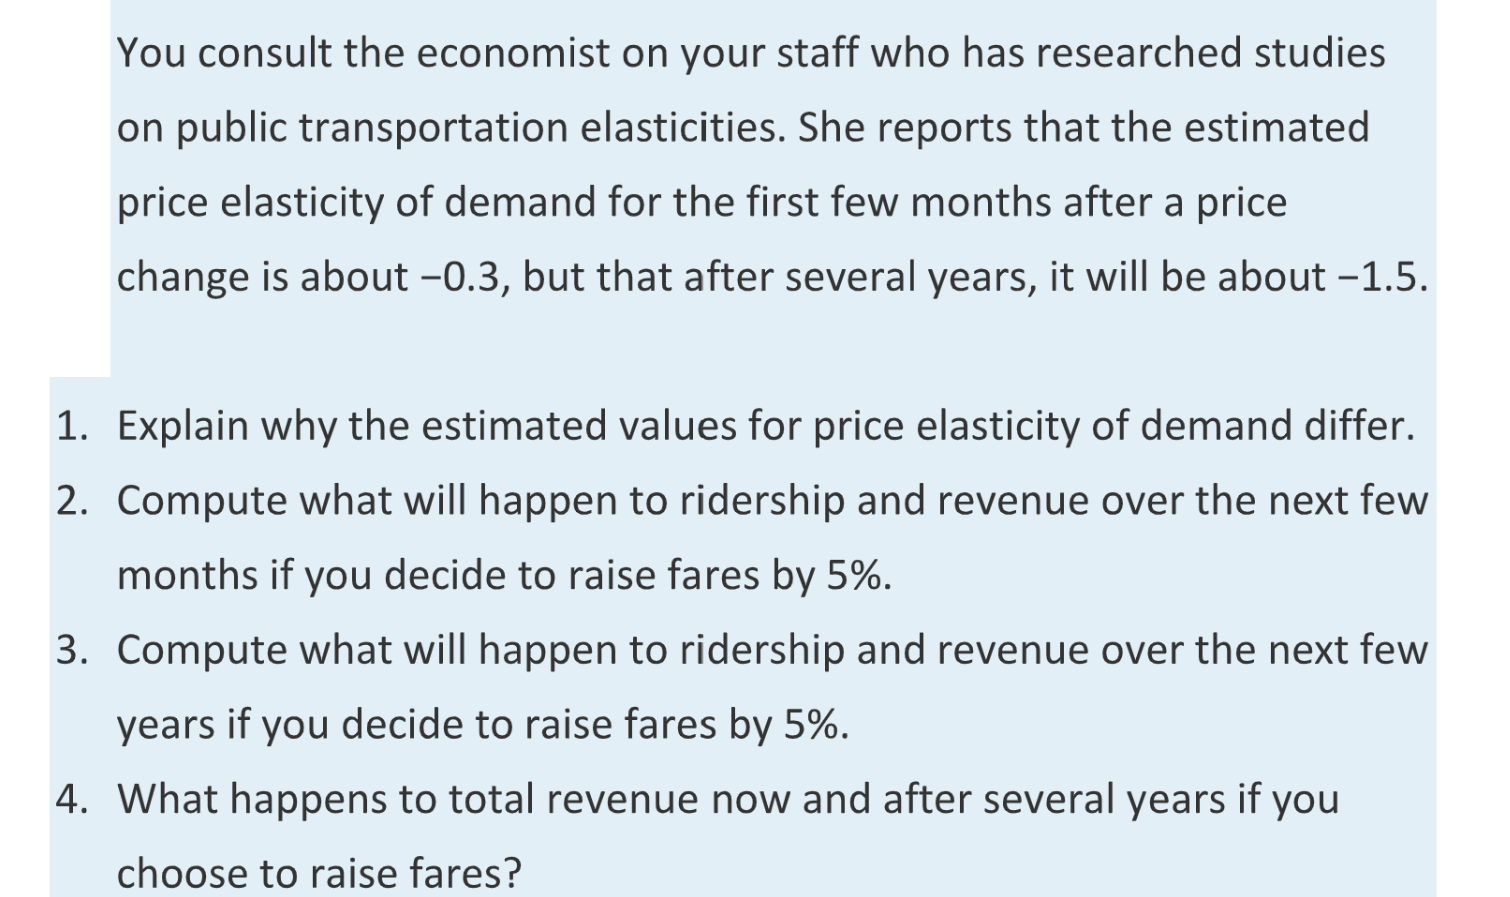 You consult the economist on your staff who has researched studies
on public transportation elasticities. She reports that the estimated
price elasticity of demand for the first few months after a price
change is about −0.3, but that after several years, it will be about −1.5.
1. Explain why the estimated values for price elasticity of demand differ.
2. Compute what will happen to ridership and revenue over the next few
months if you decide to raise fares by 5%.
3. Compute what will happen to ridership and revenue over the next few
years if you decide to raise fares by 5%.
4. What happens to total revenue now and after several years if you
choose to raise fares?